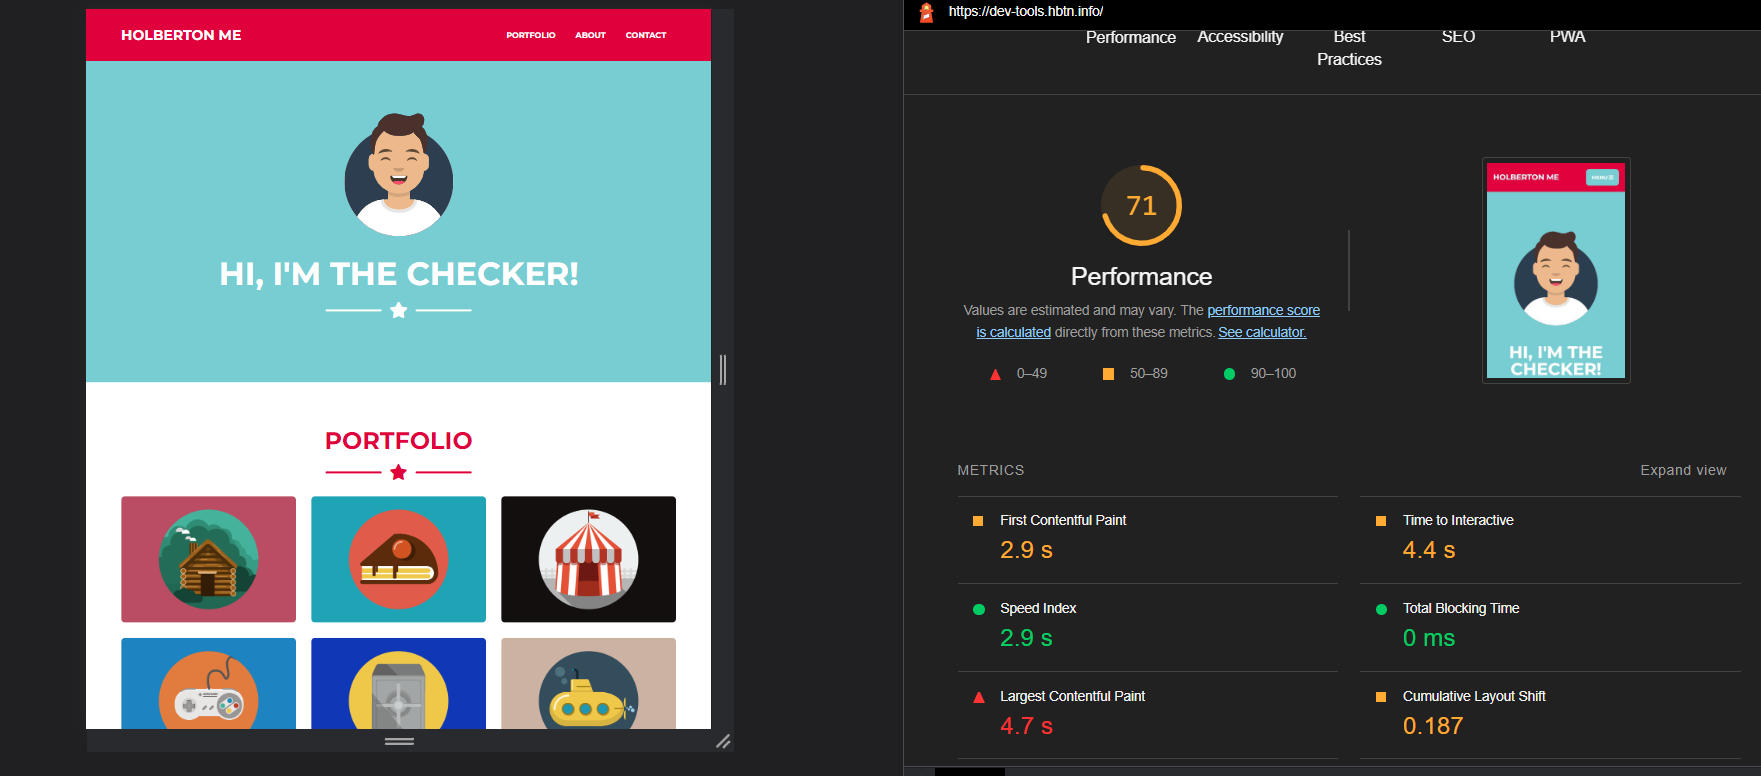 HOLBERTON ME
PORTFOLIO ABOUT CONTACT
HI, I'M THE CHECKER!
PORTFOLIO
https://dev-tools.hbtn.info/
Performance Accessibility Best Practices SEO PWA
71
Performance
Values are estimated and may vary. The performance score
is calculated directly from these metrics. See calculator.
0–49 50–89 90–100
HOLBERTON ME MENU
HI, I'M THE
CHECKER!
METRICS
Expand view
First Contentful Paint
2.9 s
Time to Interactive
4.4 s
Speed Index
2.9 s
Total Blocking Time
0 ms
Largest Contentful Paint
4.7 s
Cumulative Layout Shift
0.187